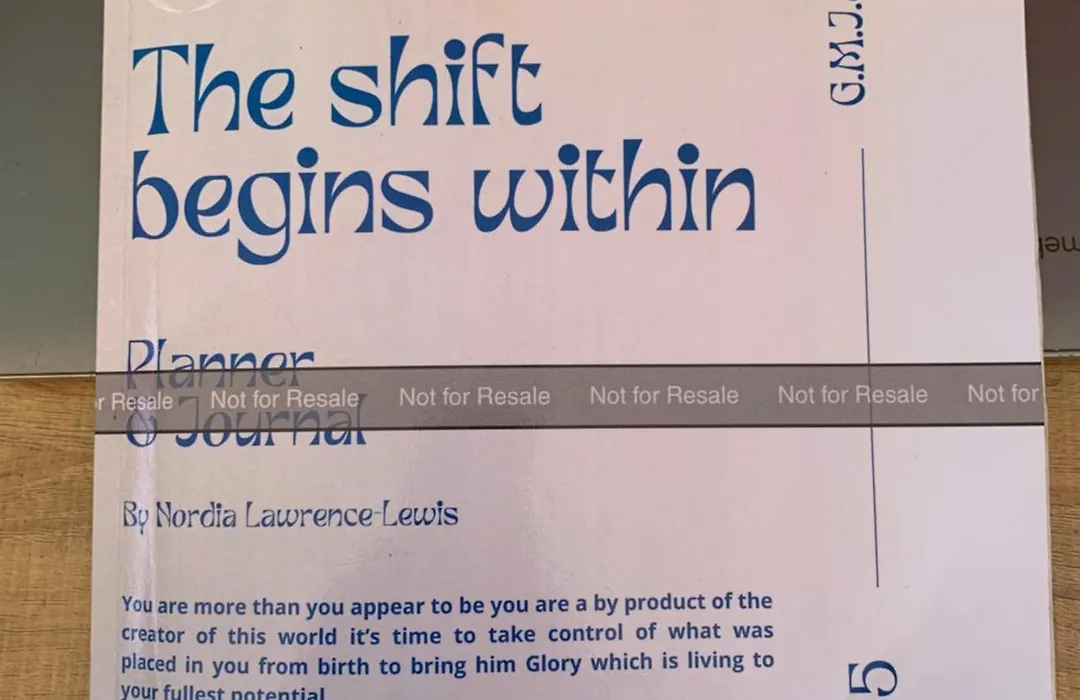 The shift
begins within
Planner
& Journal
Not for Resale Not for Resale Not for Resale Not for Resale Not for
By Nordia Lawrence-Lewis
You are more than you appear to be you are a by product of the
creator of this world it's time to take control of what was
placed in you from birth to bring him Glory which is living to
your fullest potential
G.M.J.
5